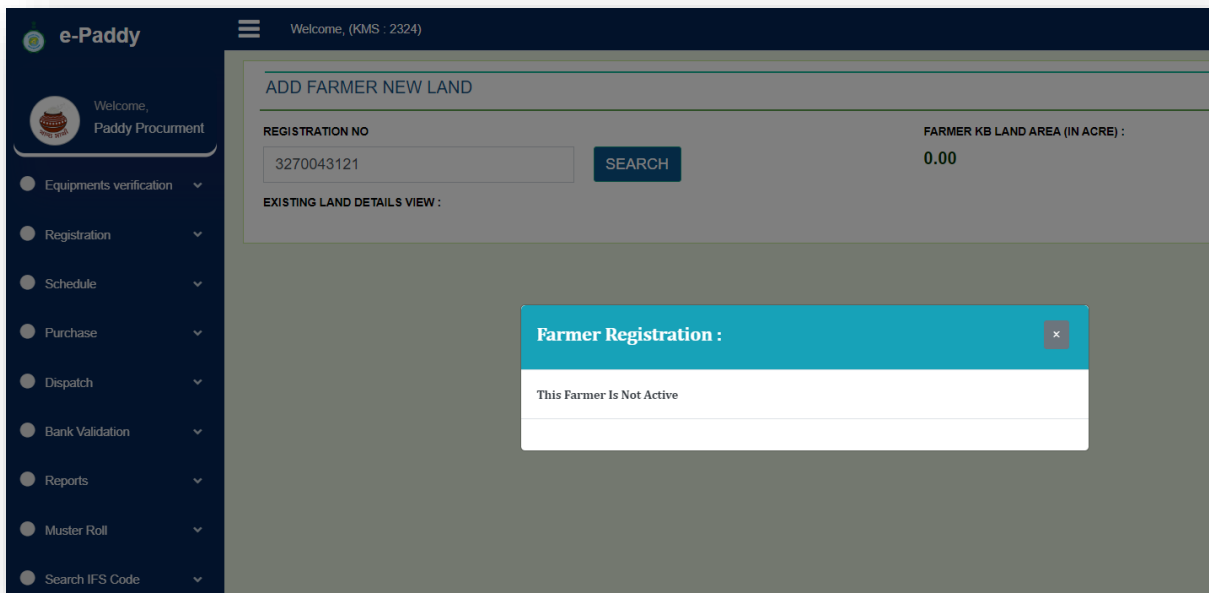 e-Paddy
Welcome, (KMS : 2324)
Welcome,
Paddy Procurment
Equipments verification
Registration
Schedule
Purchase
Dispatch
Bank Validation
Reports
Muster Roll
Search IFS Code
ADD FARMER NEW LAND
REGISTRATION NO
3270043121
SEARCH
FARMER KB LAND AREA (IN ACRE) :
0.00
EXISTING LAND DETAILS VIEW :
Farmer Registration :
×
This Farmer Is Not Active